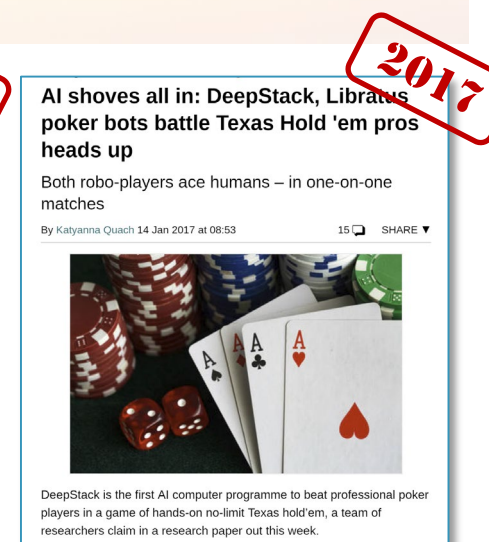 2017
AI shoves all in: DeepStack, Libratus
poker bots battle Texas Hold 'em pros
heads up
Both robo-players ace humans – in one-on-one
matches
By Katyanna Quach 14 Jan 2017 at 08:53 15 SHARE ▼
A A A A
DeepStack is the first AI computer programme to beat professional poker
players in a game of hands-on no-limit Texas hold'em, a team of
researchers claim in a research paper out this week.